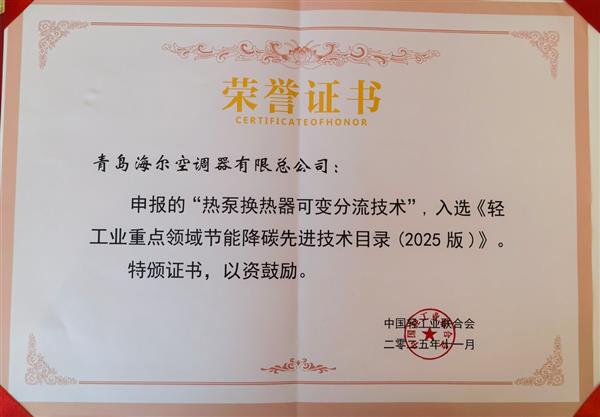 荣誉证书
CERTIFICATEOFHONOR
青岛海尔空调器有限总公司：
申报的“热泵换热器可变分流技术”，入选《轻
工业重点领域节能降碳先进技术目录(2025版)》。
特颁证书，以资鼓励。
中国轻工业联合会
二零二五年十一月